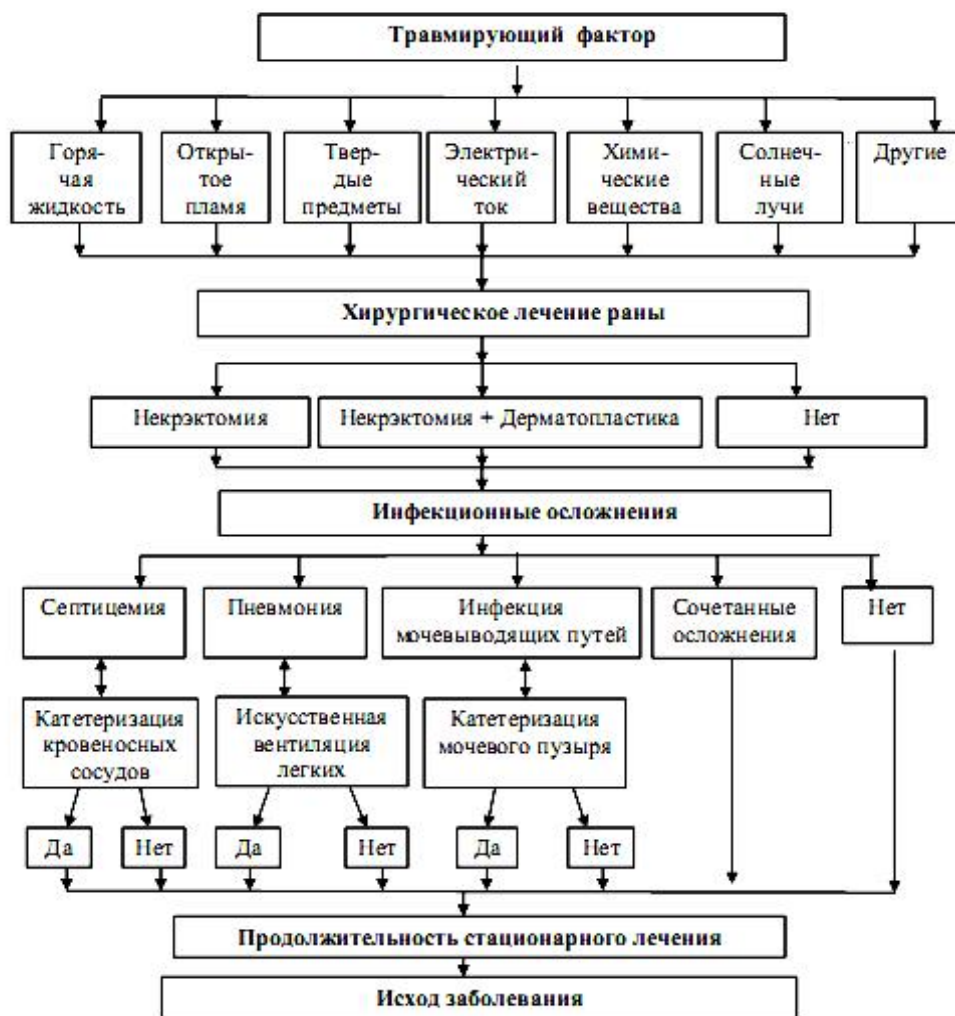 Травмирующий фактор
Горя-
чая
жидкость
Откры-
тое
пламя
Твер-
дые
предметы
Электри-
ческий
ток
Хими-
ческие
вещества
Солнеч-
ные
лучи
Другие
Хирургическое лечение раны
Некрэктомия
Некрэктомия + Дерматопластика
Нет
Инфекционные осложнения
Септицемия
Пневмония
Инфекция
мочевыводящих путей
Сочетанные
осложнения
Нет
Катетеризация
кровеносных
сосудов
Искусственная
вентиляция
легких
Катетеризация
мочевого пузыря
Да
Нет
Да
Нет
Да
Нет
Продолжительность стационарного лечения
Исход заболевания